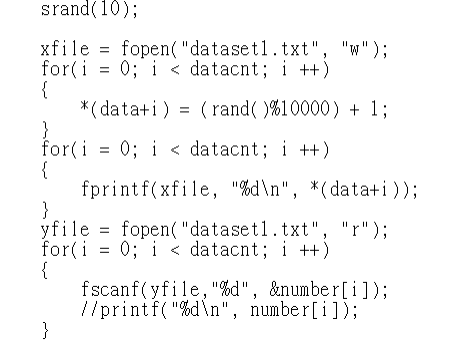 srand(10);
xfile = fopen("dataset1.txt", "w");
for(i = 0; i < datacnt; i ++)
{
*(data+i) = (rand()%10000) + 1;
}
for(i = 0; i < datacnt; i ++)
{
fprintf(xfile, "%d\n", *(data+i));
}
yfile = fopen("dataset1.txt", "r");
for(i = 0; i < datacnt; i ++)
{
fscanf(yfile,"%d", &number[i]);
//printf("%d\n", number[i]);
}